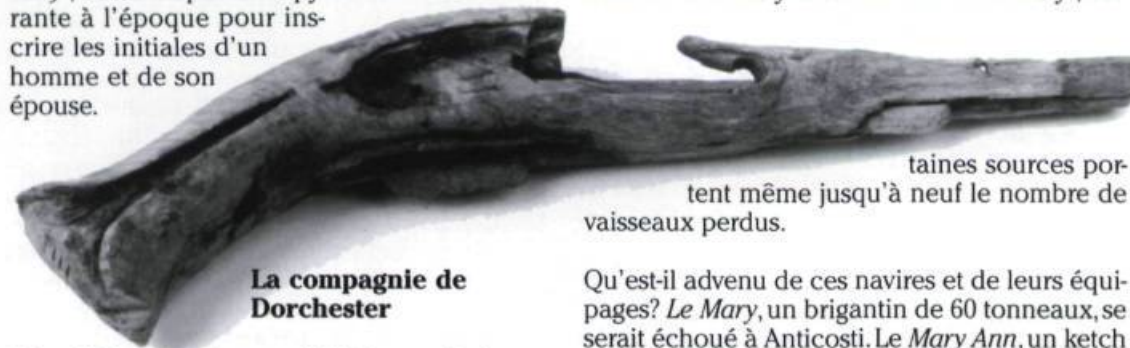 rante à l'époque pour ins-
crire les initiales d'un
homme et de son
épouse.
La compagnie de
Dorchester
taines sources por-
tent même jusqu'à neuf le nombre de
vaisseaux perdus.
Qu'est-il advenu de ces navires et de leurs équi-
pages? Le Mary, un brigantin de 60 tonneaux, se
serait échoué à Anticosti. Le Mary Ann, un ketch